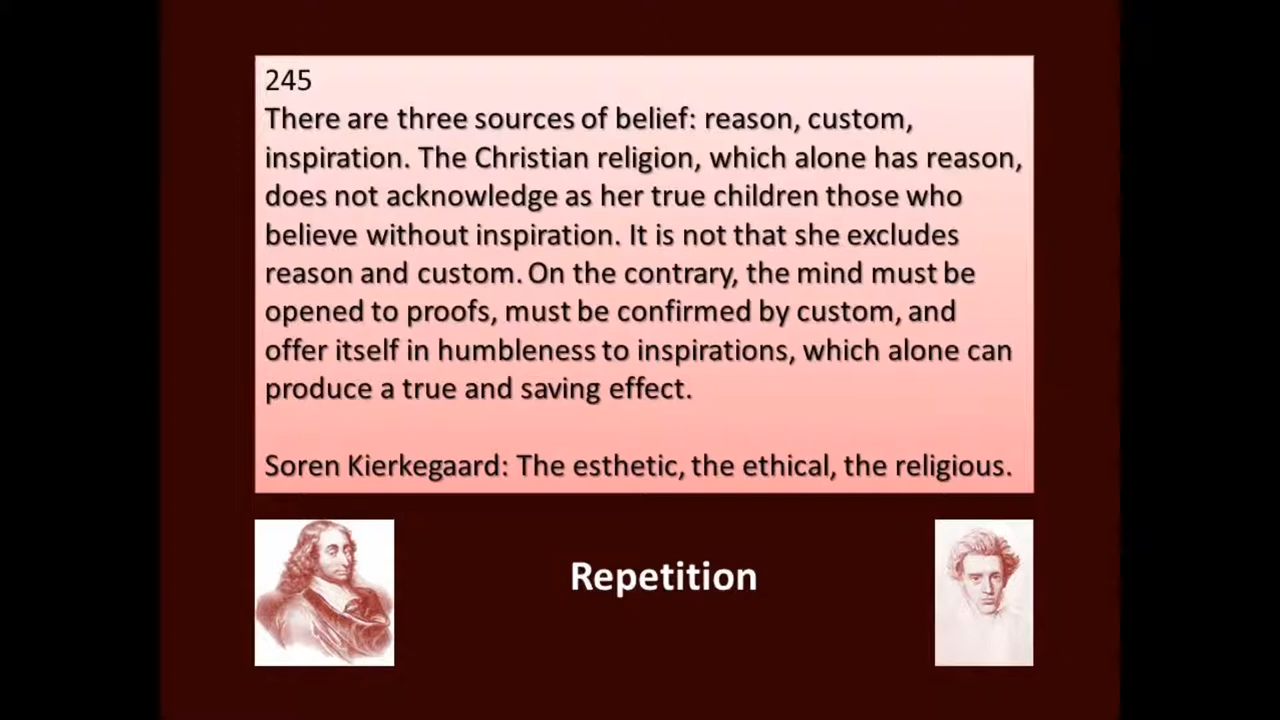 245
There are three sources of belief: reason, custom,
inspiration. The Christian religion, which alone has reason,
does not acknowledge as her true children those who
believe without inspiration. It is not that she excludes
reason and custom. On the contrary, the mind must be
opened to proofs, must be confirmed by custom, and
offer itself in humbleness to inspirations, which alone can
produce a true and saving effect.
Soren Kierkegaard: The esthetic, the ethical, the religious.
Repetition